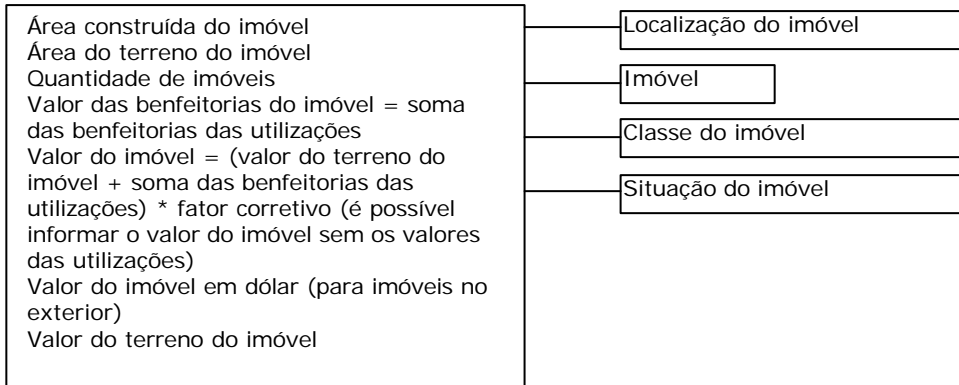 Área construída do imóvel
Área do terreno do imóvel
Quantidade de imóveis
Valor das benfeitorias do imóvel = soma
das benfeitorias das utilizações
Valor do imóvel = (valor do terreno do
imóvel + soma das benfeitorias das
utilizações) * fator corretivo (é possível
informar o valor do imóvel sem os valores
das utilizações)
Valor do imóvel em dólar (para imóveis no
exterior)
Valor do terreno do imóvel
Localização do imóvel
Imóvel
Classe do imóvel
Situação do imóvel